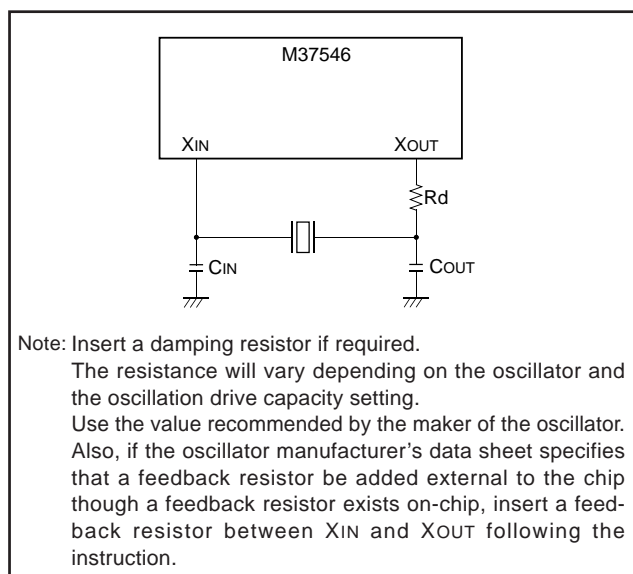 M37546
XIN XOUT
Rd
CIN COUT
Note: Insert a damping resistor if required.
The resistance will vary depending on the oscillator and
the oscillation drive capacity setting.
Use the value recommended by the maker of the oscillator.
Also, if the oscillator manufacturer's data sheet specifies
that a feedback resistor be added external to the chip
though a feedback resistor exists on-chip, insert a feed-
back resistor between XIN and XOUT following the
instruction.